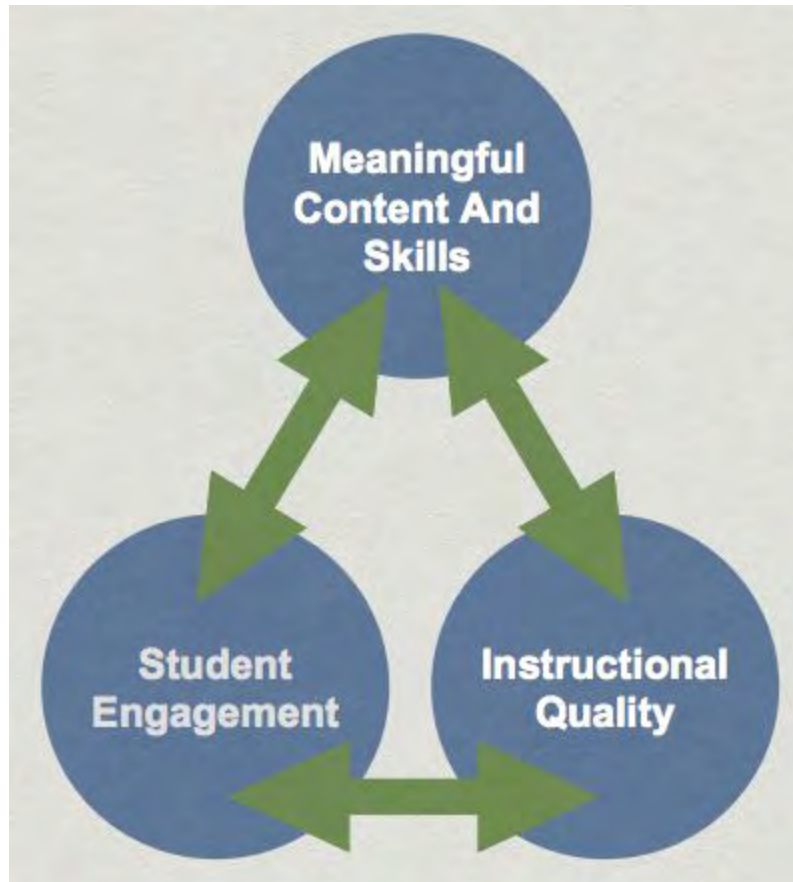 Meaningful
Content And
Skills
Student
Engagement
Instructional
Quality